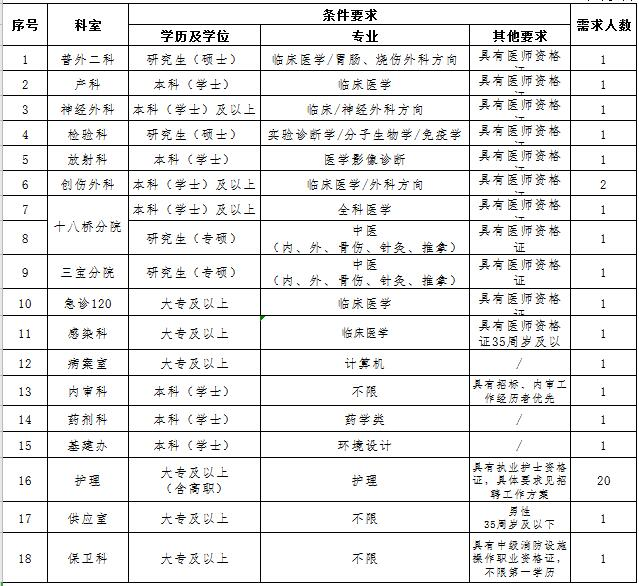 序号 科室 条件要求 需求人数
学历及学位 专业 其他要求
1 普外二科 研究生（硕士） 临床医学/胃肠、烧伤外科方向 具有医师资格 1
2 产科 本科（学士） 临床医学 具有医师资格 1
3 神经外科 本科（学士）及以上 临床/神经外科方向 具有医师资格 1
4 检验科 研究生（硕士） 实验诊断学/分子生物学/免疫学 具有医师资格 1
5 放射科 本科（学士） 医学影像诊断 具有医师资格 1
6 创伤外科 本科（学士）及以上 临床医学/外科方向 具有医师资格 2
7 十八桥分院 本科（学士）及以上 全科医学 具有医师资格 1
8 研究生（专硕） 中医 具有医师资格 1
（内、外、骨伤、针灸、推拿） 证
9 三宝分院 研究生（专硕） 中医 具有医师资格 1
（内、外、骨伤、针灸、推拿） 证
10 急诊120 大专及以上 临床医学 具有医师资格 1
11 感染科 大专及以上 临床医学 具有医师资格 1
证35周岁及以
12 病案室 大专及以上 计算机 / 1
13 内审科 本科（学士） 不限 具有招标、内审工 1
作经历者优先
14 药剂科 本科（学士） 药学类 / 1
15 基建办 本科（学士） 环境设计 / 1
16 护理 大专及以上 护理 具有执业护士资格 20
（含高职） 证，具体要求见招
聘工作方案
17 供应室 大专及以上 不限 男性 1
35周岁及以下
18 保卫科 大专及以上 不限 具有中级消防设施 1
操作职业资格证，
不限第一学历